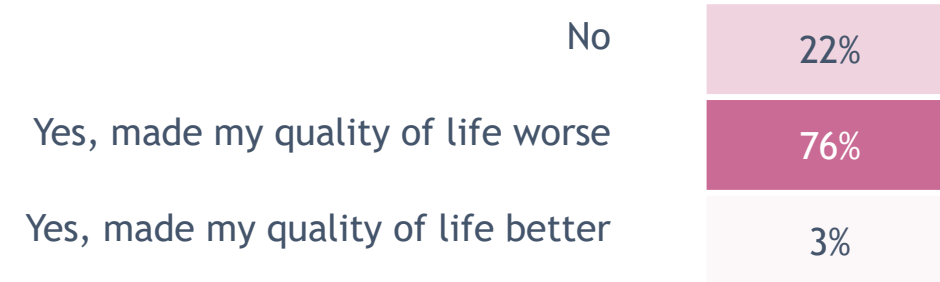 No 22%
Yes, made my quality of life worse 76%
Yes, made my quality of life better 3%